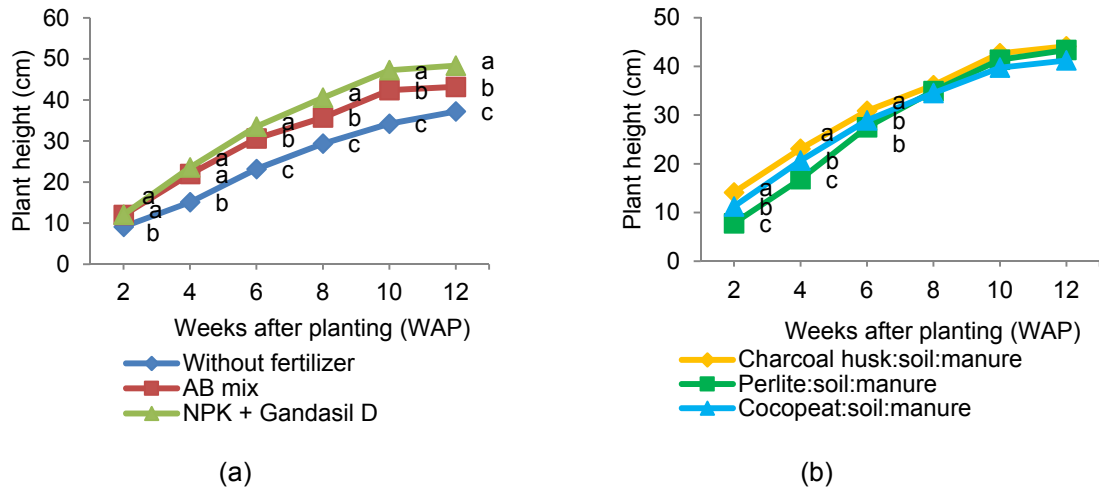 60
50
40
30
20
10
0
Plant height (cm)
a
a
b
a
a
b
a
b
c
a
b
c
a
b
c
a
b
c
2 4 6 8 10 12
Weeks after planting (WAP)
Without fertilizer
AB mix
NPK + Gandasil D
(a)
50
40
30
20
10
0
Plant height (cm)
a
b
c
a
b
c
a
b
b
2 4 6 8 10 12
Weeks after planting (WAP)
Charcoal husk:soil:manure
Perlite:soil:manure
Cocopeat:soil:manure
(b)